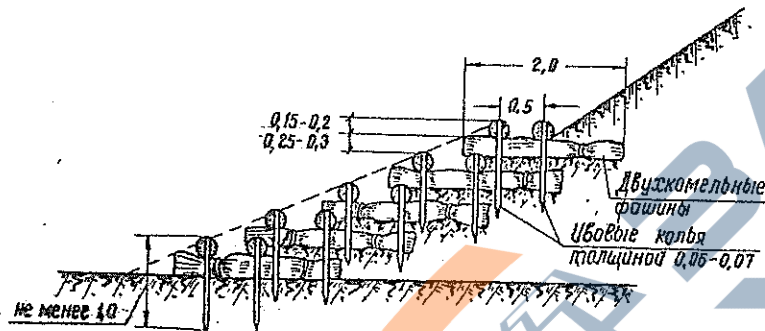 2,0
0,5
0,15-0,2
0,25-0,3
Двухкомельные
фашины
Ивовые колья
толщиной 0,06-0,07
не менее 1,0